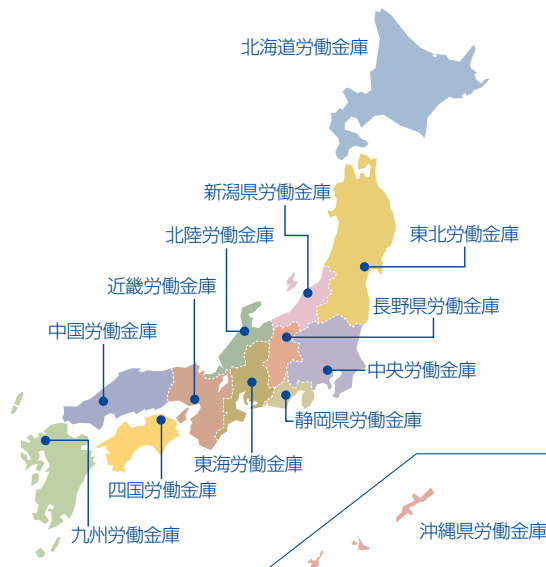 北海道労働金庫
新潟県労働金庫
北陸労働金庫
東北労働金庫
近畿労働金庫
長野県労働金庫
中国労働金庫
中央労働金庫
静岡県労働金庫
東海労働金庫
四国労働金庫
九州労働金庫
沖縄県労働金庫